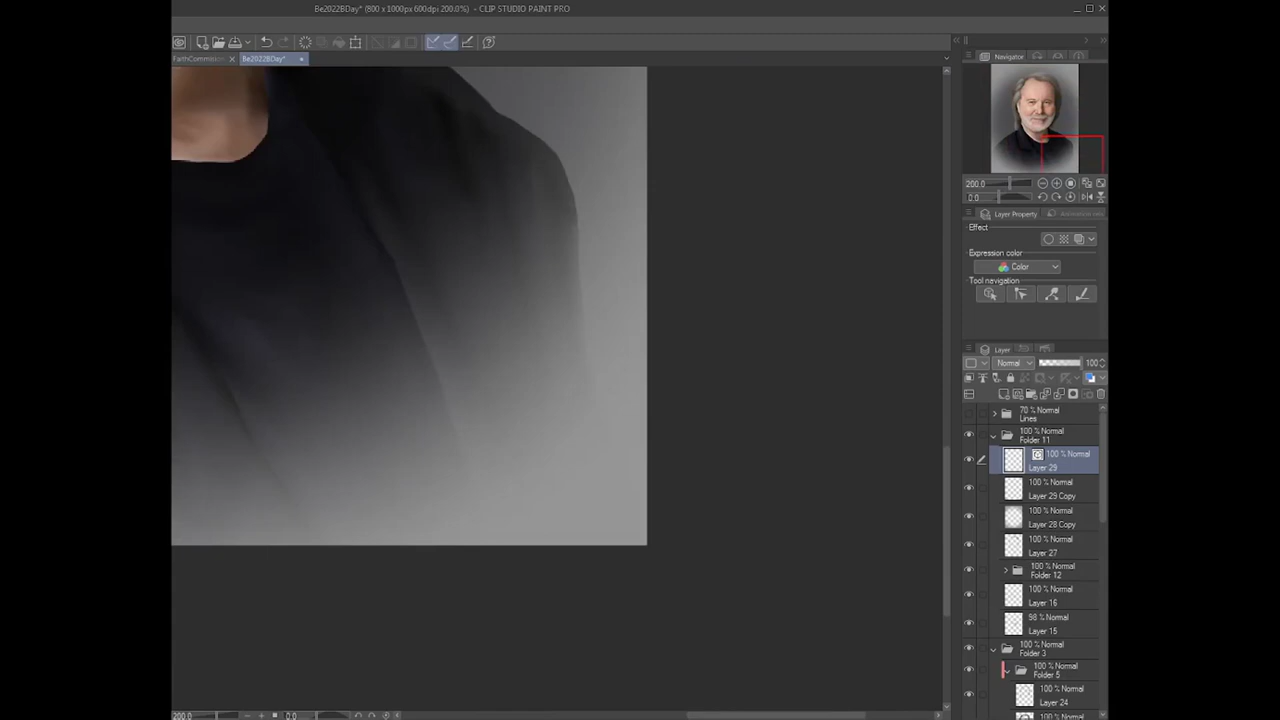 Be2022BDay* (800 x 1000px 600dpi 200.0%) - CLIP STUDIO PAINT PRO
FaithCommission
Be2022BDay*
Navigator
200.0
0.0
Layer Property
Effect
Expression color
Color
Tool navigation
Layer
Normal
100
70 % Normal
Lines
100 % Normal
Folder 11
100 % Normal
Layer 29
100 % Normal
Layer 29 Copy
100 % Normal
Layer 28 Copy
100 % Normal
Layer 27
100 % Normal
Folder 12
100 % Normal
Layer 16
98 % Normal
Layer 15
100 % Normal
Folder 3
100 % Normal
Folder 5
100 % Normal
Layer 24
100 % Normal
200.0
0.0